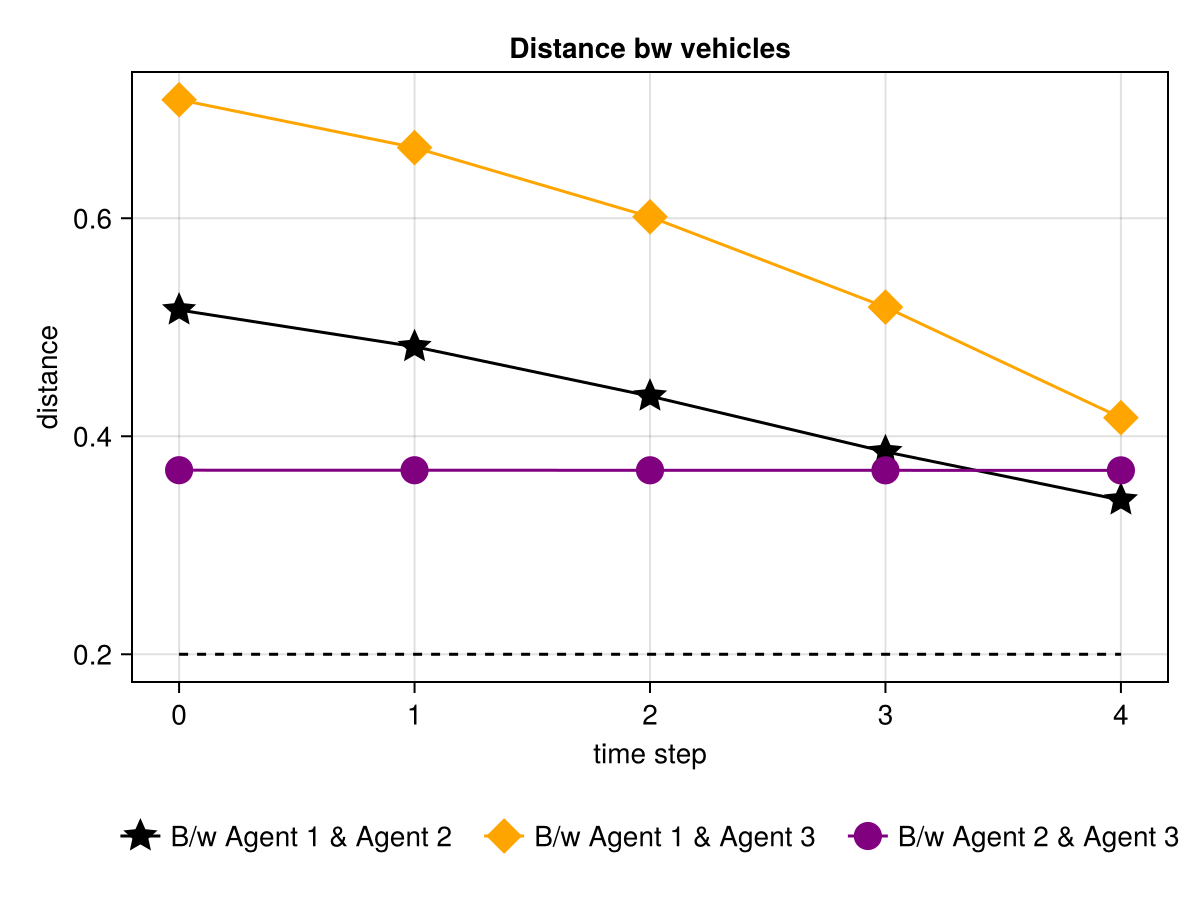 Distance bw vehicles
distance
0.6
0.4
0.2
0 1 2 3 4
time step
B/w Agent 1 & Agent 2 B/w Agent 1 & Agent 3 B/w Agent 2 & Agent 3